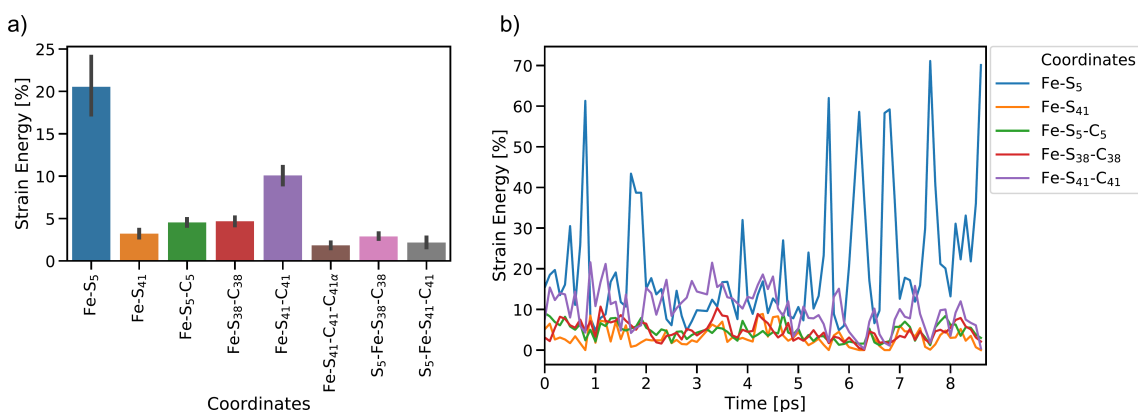 a)
Strain Energy [%]
25
20
15
10
5
0
Fe-S₅
Fe-S₄₁
Fe-S₅-C₅
Fe-S₃₈-C₃₈
Fe-S₄₁-C₄₁
Fe-S₄₁-C₄₁-C₄₁α
S₅-Fe-S₃₈-C₃₈
S₅-Fe-S₄₁-C₄₁
Coordinates
b)
Strain Energy [%]
70
60
50
40
30
20
10
0
0 1 2 3 4 5 6 7 8
Time [ps]
Coordinates
Fe-S₅
Fe-S₄₁
Fe-S₅-C₅
Fe-S₃₈-C₃₈
Fe-S₄₁-C₄₁